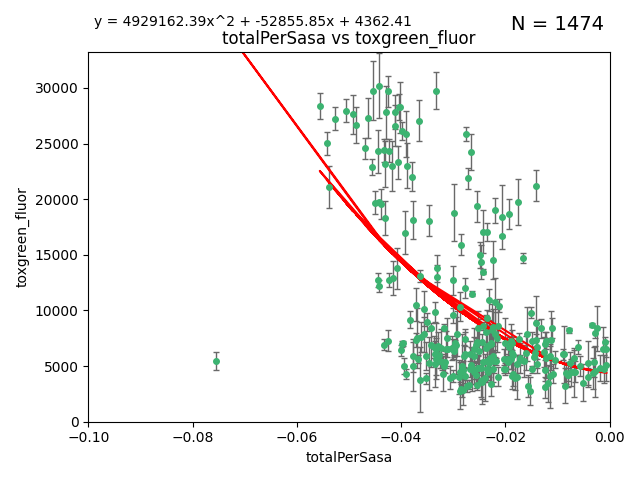 y = 4929162.39x^2 + -52855.85x + 4362.41
N = 1474
totalPerSasa vs toxgreen_fluor
30000
25000
20000
15000
10000
5000
0
toxgreen_fluor
−0.10
−0.08
−0.06
−0.04
−0.02
0.00
totalPerSasa